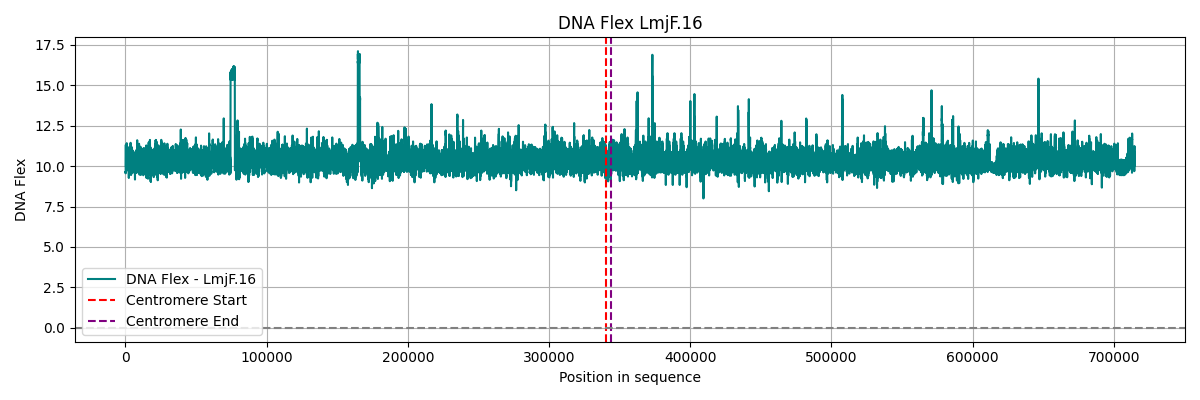 DNA Flex LmjF.16
17.5
15.0
12.5
10.0
7.5
5.0
2.5
0.0
DNA Flex
DNA Flex - LmjF.16
Centromere Start
Centromere End
0 100000 200000 300000 400000 500000 600000 700000
Position in sequence